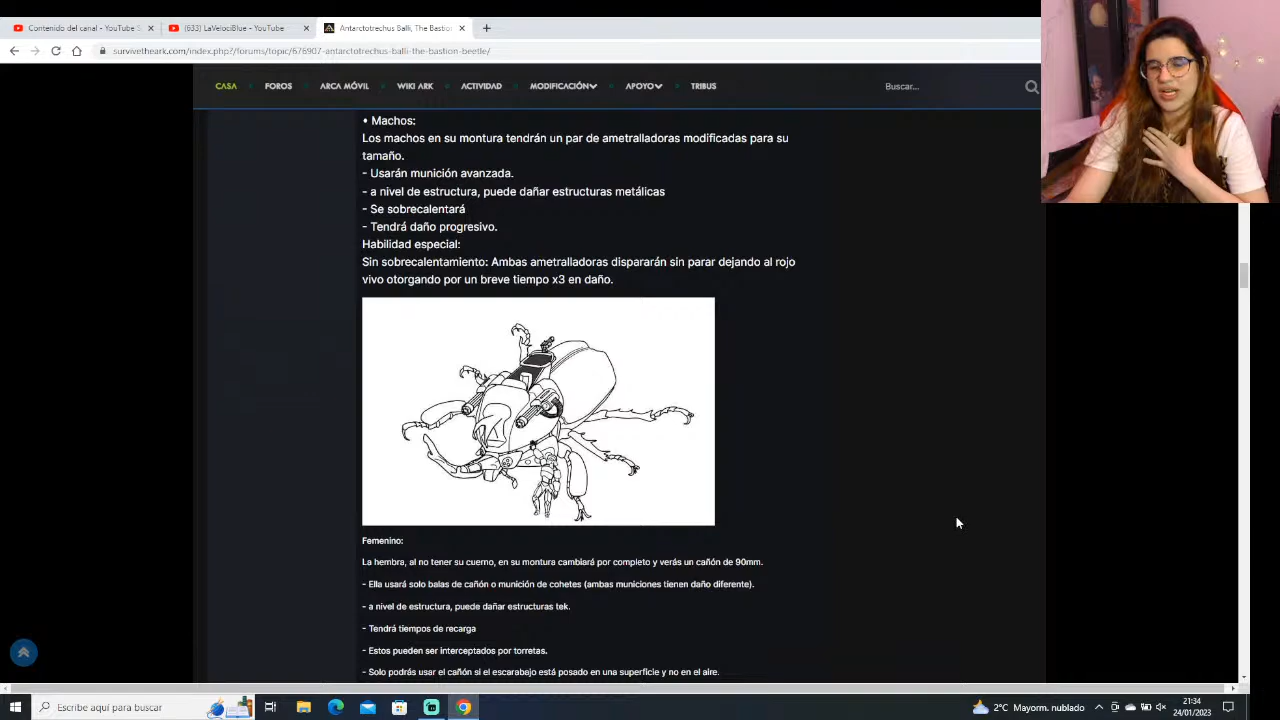 Contenido del canal - YouTube S
(633) LaVelociBlue - YouTube
Antarctotrechus Balli, The Bastion
survivetheark.com/index.php?/forums/topic/676907-antarctotrechus-balli-the-bastion-beetle/
CASA FOROS ARCA MÓVIL WIKI ARK ACTIVIDAD MODIFICACIÓN APOYO TRIBUS Buscar...
• Machos:
Los machos en su montura tendrán un par de ametralladoras modificadas para su
tamaño.
- Usarán munición avanzada.
- a nivel de estructura, puede dañar estructuras metálicas
- Se sobrecalentará
- Tendrá daño progresivo.
Habilidad especial:
Sin sobrecalentamiento: Ambas ametralladoras dispararán sin parar dejando al rojo
vivo otorgando por un breve tiempo x3 en daño.
Femenino:
La hembra, al no tener su cuerno, en su montura cambiará por completo y verás un cañón de 90mm.
- Ella usará solo balas de cañón o munición de cohetes (ambas municiones tienen daño diferente).
- a nivel de estructura, puede dañar estructuras tek.
- Tendrá tiempos de recarga
- Estos pueden ser interceptados por torretas.
- Solo podrás usar el cañón si el escarabajo está posado en una superficie y no en el aire.
Escribe aquí para buscar
2°C Mayorm. nublado
21:34
24/01/2023